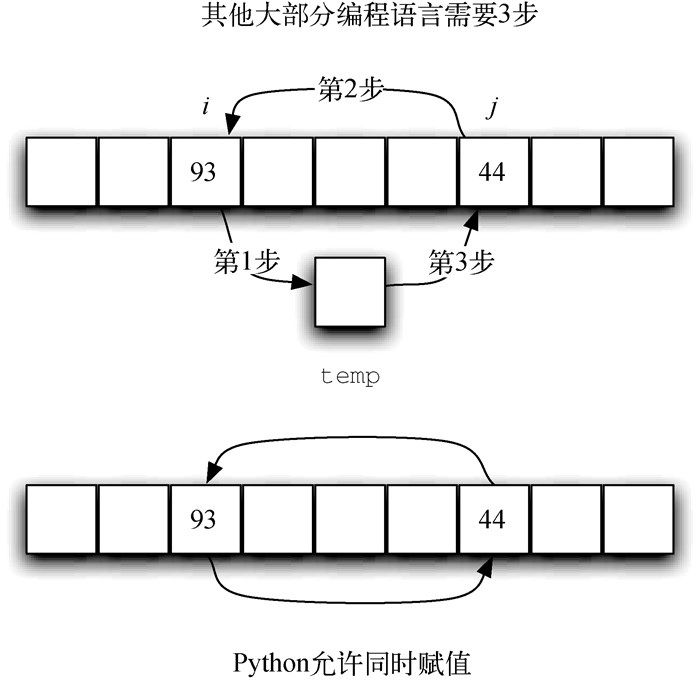 其他大部分编程语言需要3步
第2步
i
j
93
44
第1步
第3步
temp
93
44
Python允许同时赋值